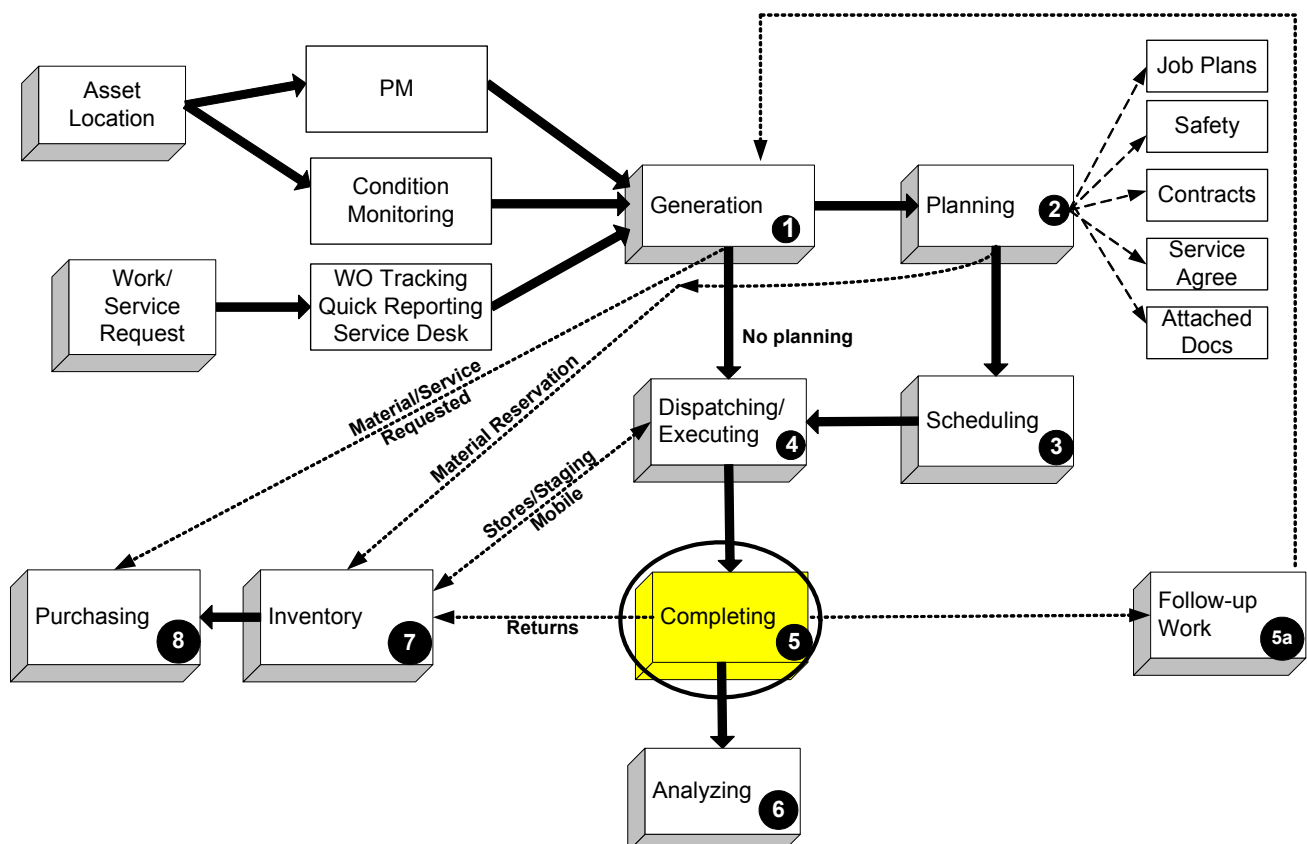 Asset
Location
PM
Job Plans
Safety
Condition
Monitoring
Generation
1
Planning
2
Contracts
Service
Agree
Attached
Docs
Work/
Service
Request
WO Tracking
Quick Reporting
Service Desk
No planning
Material/Service
Requested
Material Reservation
Stores/Staging
Mobile
Dispatching/
Executing
4
Scheduling
3
Purchasing
8
Inventory
7
Returns
Completing
5
Follow-up
Work
5a
Analyzing
6